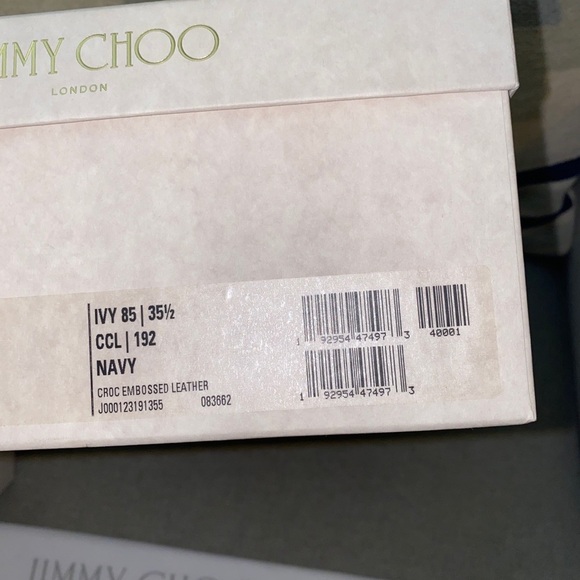 MMY CHOO
LONDON
IVY 85 | 35½
CCL | 192
NAVY
CROC EMBOSSED LEATHER
J000123191355 083662
1 92954 47497 3
40001
1 92954 47497 3
JIMMY CHOO